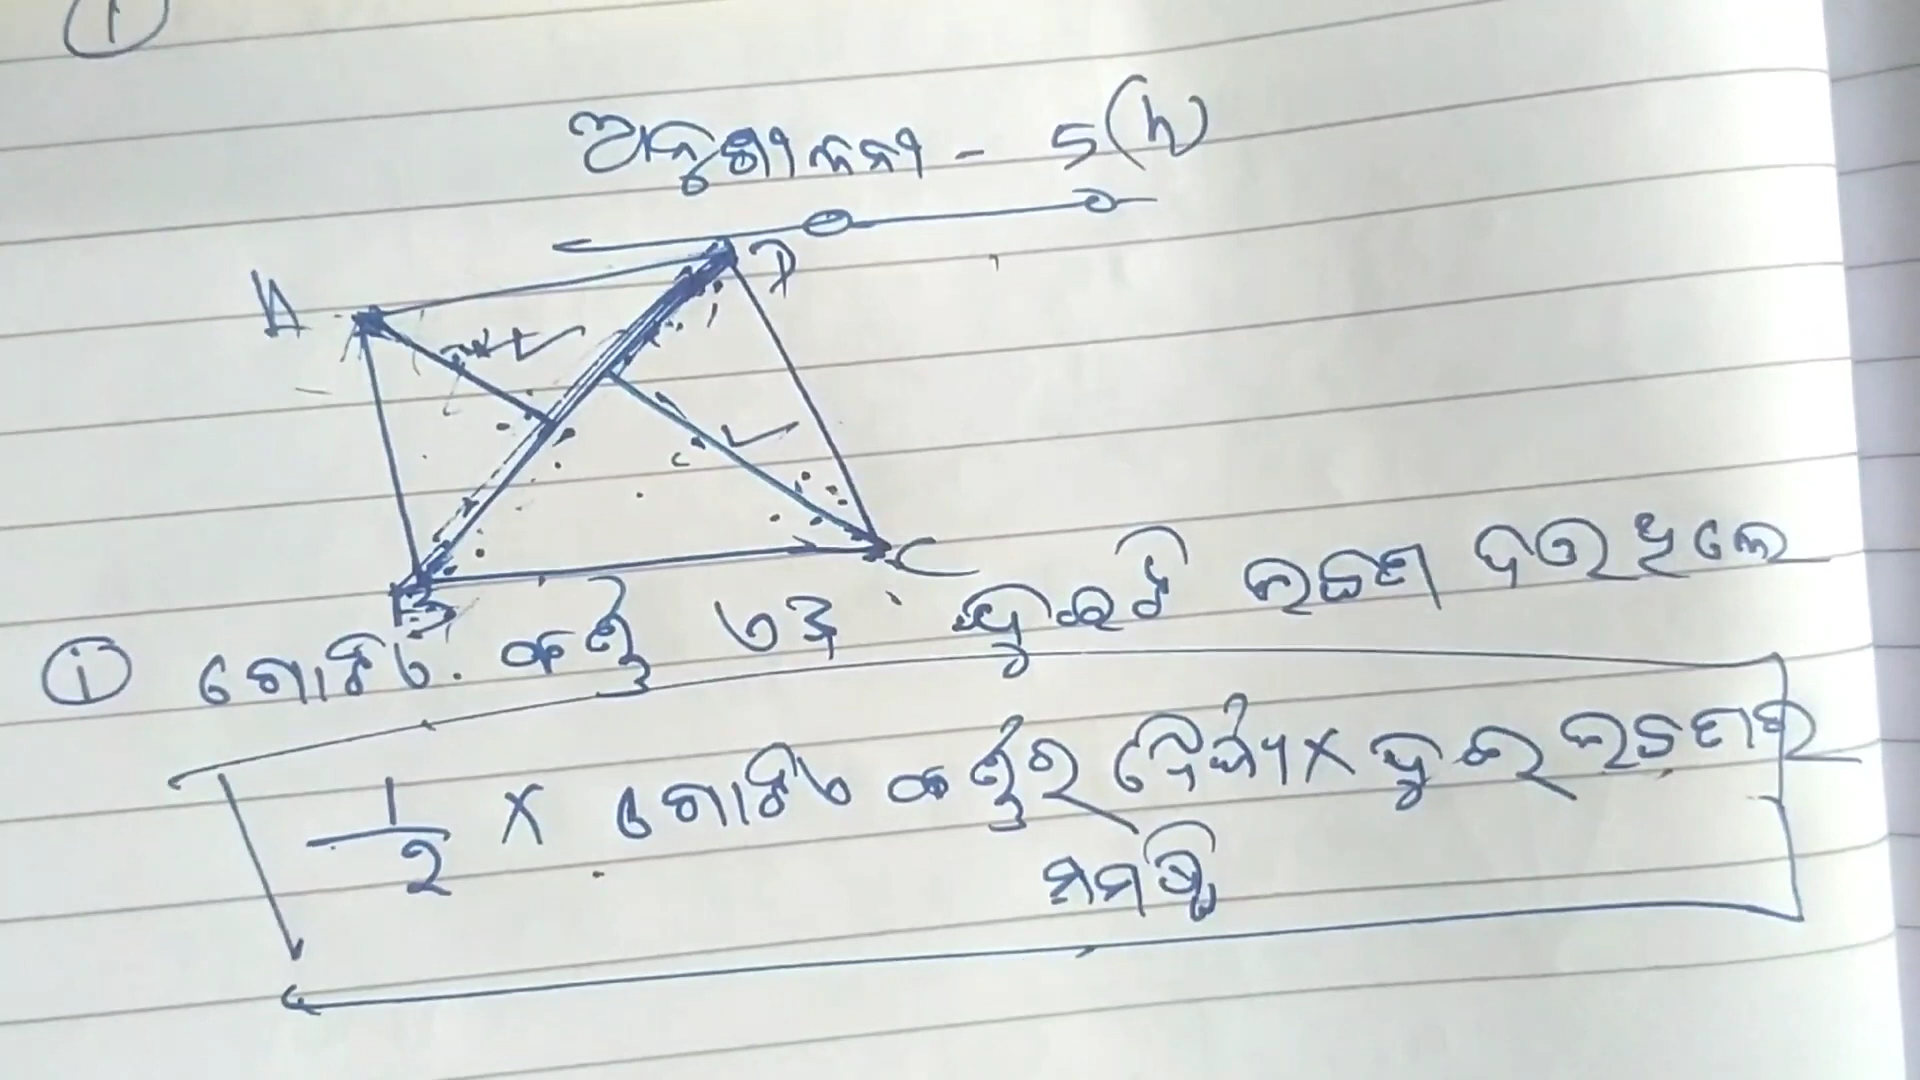 1
ଅନୁଶୀଳନୀ - 5(h)
A
D
B
C
i ଗୋଟିଏ କର୍ଣ୍ଣ ଓ ଦୁଇଟି ଲମ୍ବ ଦତ୍ତ ଥିଲେ
1/2 × ଗୋଟିଏ କର୍ଣ୍ଣର ଦୈର୍ଘ୍ୟ × ଦୁଇ ଲମ୍ବର
ସମଷ୍ଟି